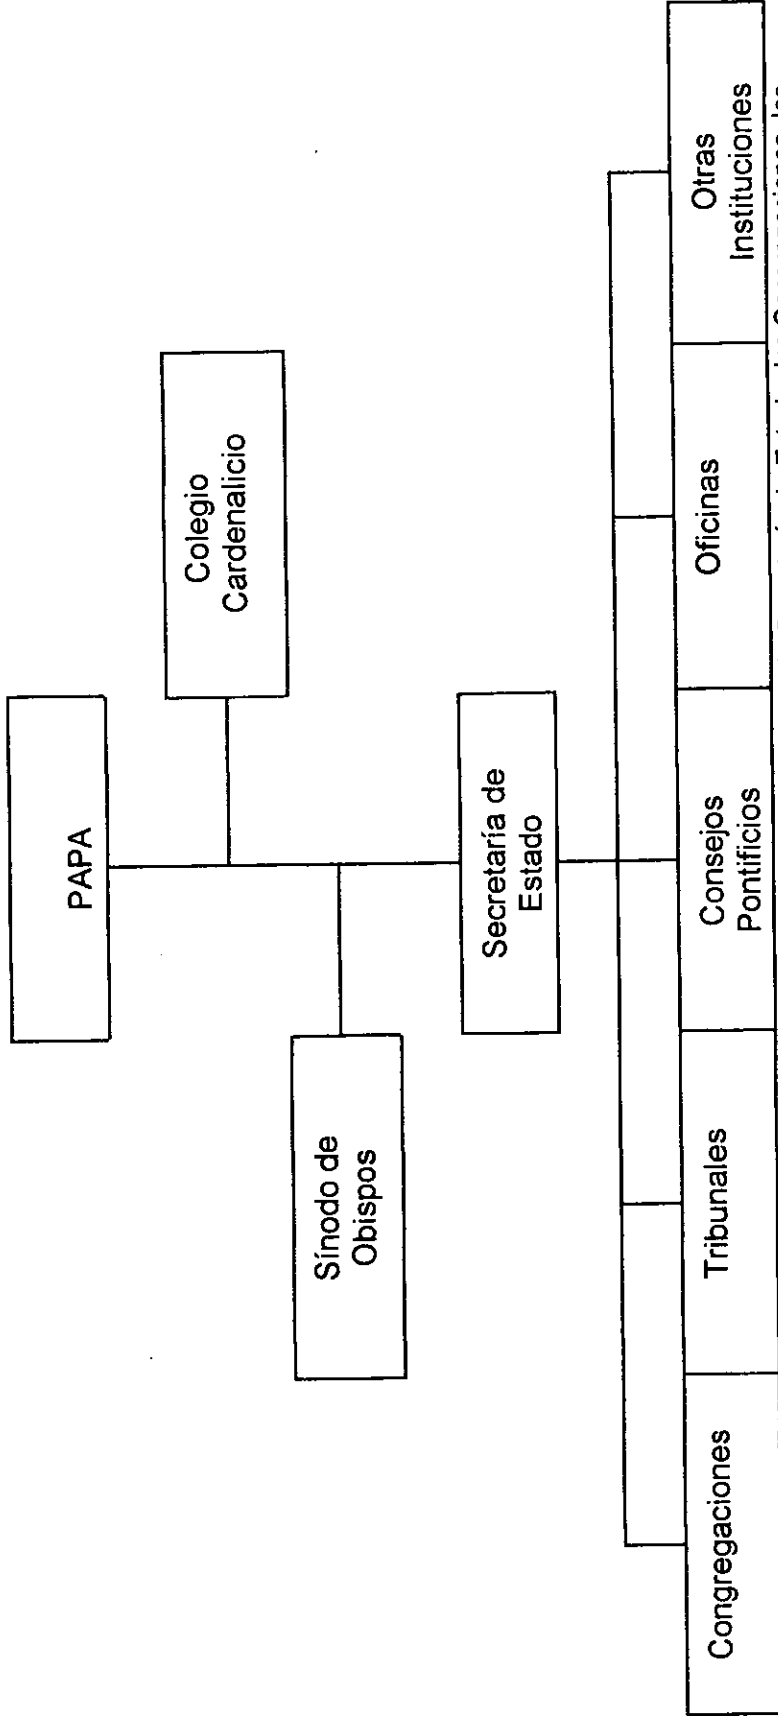 PAPA
Colegio
Cardenalicio
Sínodo de
Obispos
Secretaría de
Estado
Congregaciones
Tribunales
Consejos
Pontificios
Oficinas
Otras
Instituciones